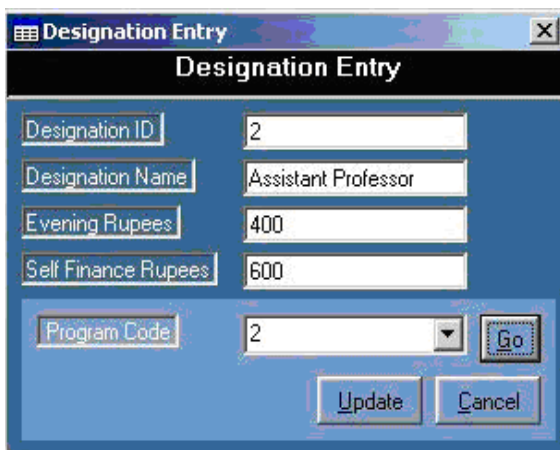 Designation Entry
Designation Entry
Designation ID 2
Designation Name Assistant Professor
Evening Rupees 400
Self Finance Rupees 600
Program Code 2 Go
Update Cancel